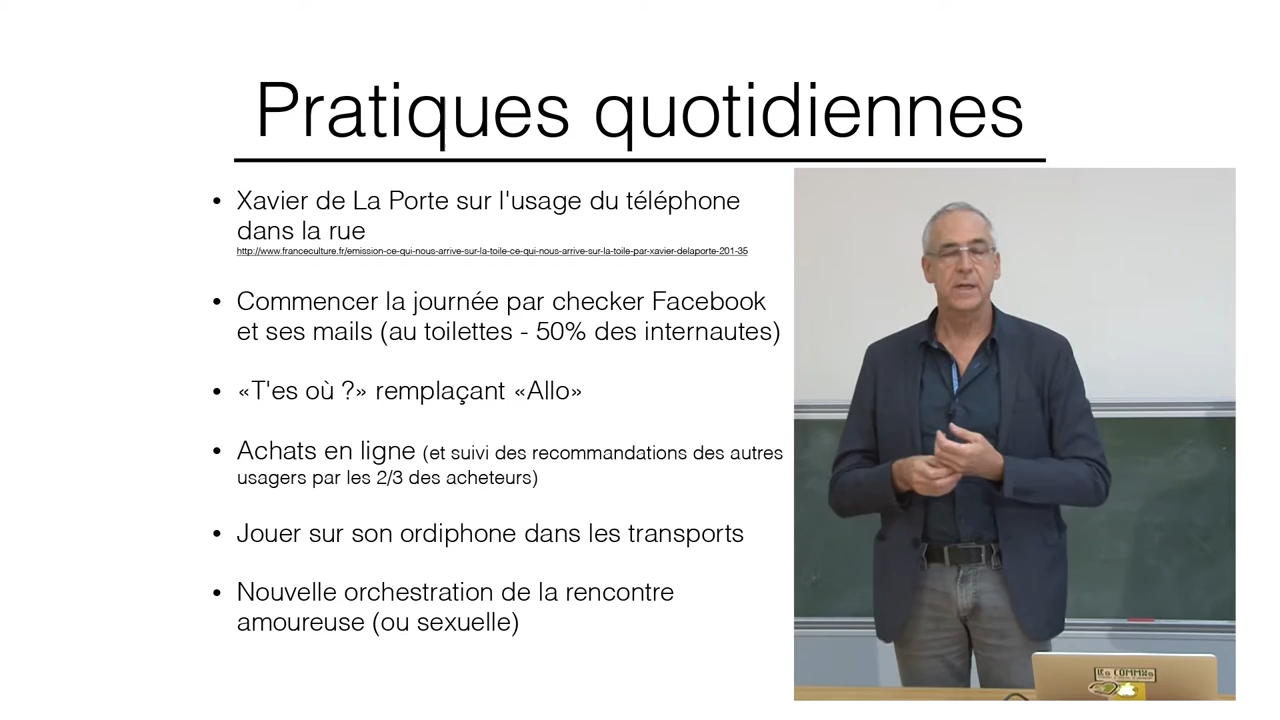 Pratiques quotidiennes
• Xavier de La Porte sur l'usage du téléphone
dans la rue
http://www.franceculture.fr/emission-ce-qui-nous-arrive-sur-la-toile-ce-qui-nous-arrive-sur-la-toile-par-xavier-delaporte-201-35
• Commencer la journée par checker Facebook
et ses mails (au toilettes - 50% des internautes)
• «T'es où ?» remplaçant «Allo»
• Achats en ligne (et suivi des recommandations des autres
usagers par les 2/3 des acheteurs)
• Jouer sur son ordiphone dans les transports
• Nouvelle orchestration de la rencontre
amoureuse (ou sexuelle)